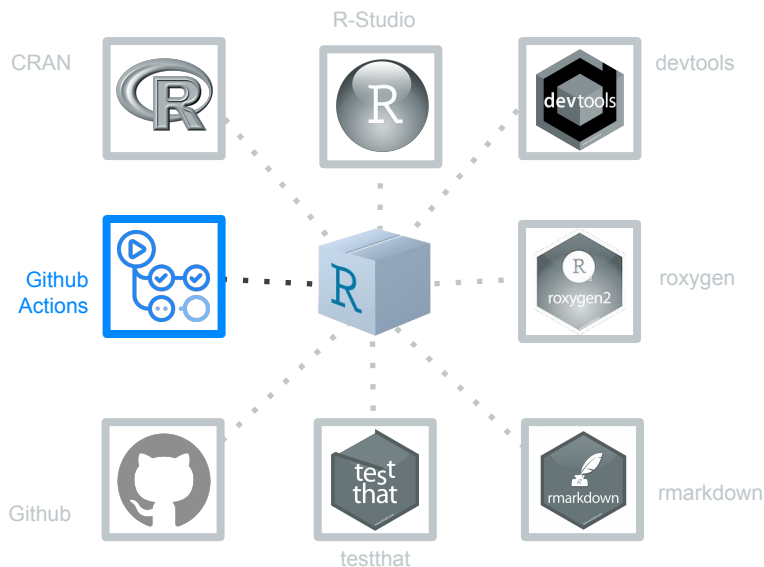 R-Studio
CRAN
R
R
devtools
devtools
Github
Actions
R
R
roxygen2
roxygen
Github
test
that
testthat
rmarkdown
rmarkdown